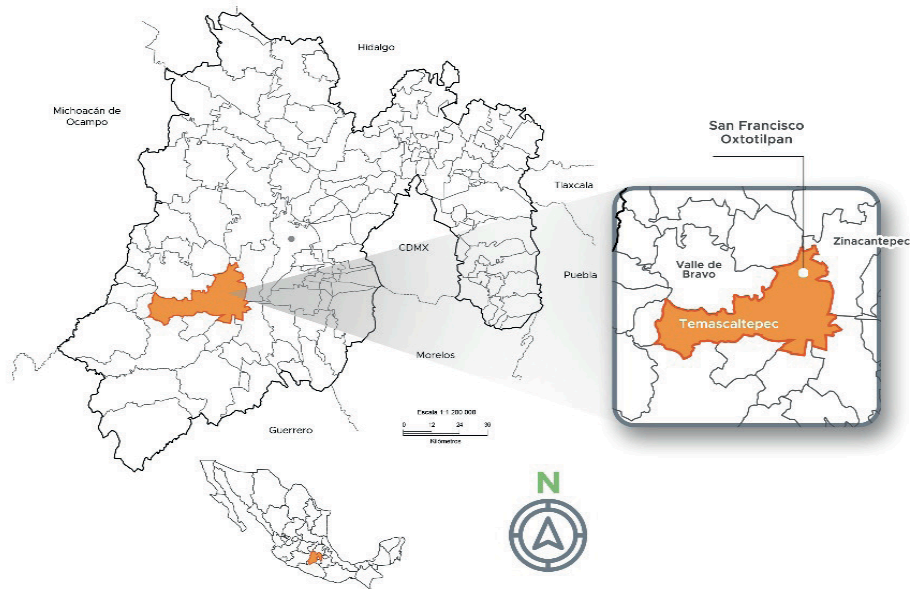 Hidalgo
Michoacán de
Ocampo
San Francisco
Oxtotilpan
Tlaxcala
Zinacantepec
CDMX
Valle de
Bravo
Puebla
Temascaltepec
Morelos
Escala 1:1 200 000
0 12 24 36
Kilómetros
Guerrero
N